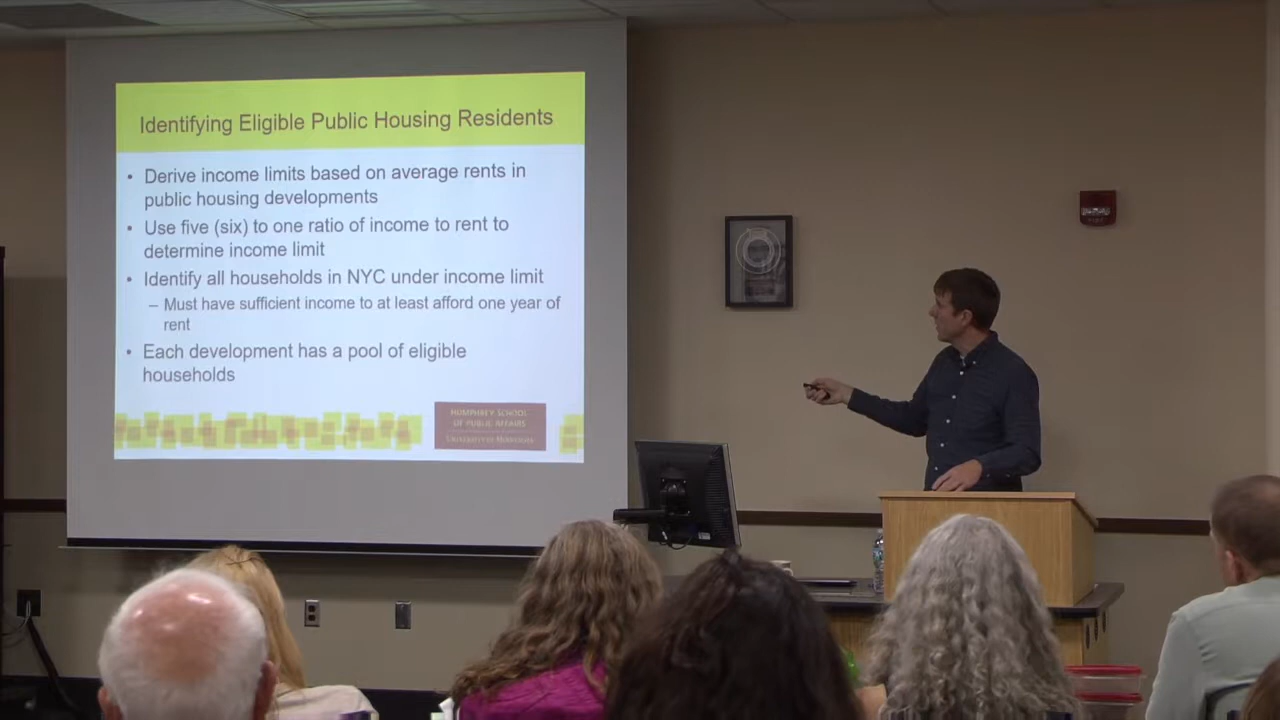 Identifying Eligible Public Housing Residents
• Derive income limits based on average rents in
public housing developments
• Use five (six) to one ratio of income to rent to
determine income limit
• Identify all households in NYC under income limit
– Must have sufficient income to at least afford one year of
rent
• Each development has a pool of eligible
households
HUMPHREY SCHOOL
OF PUBLIC AFFAIRS
UNIVERSITY OF MINNESOTA